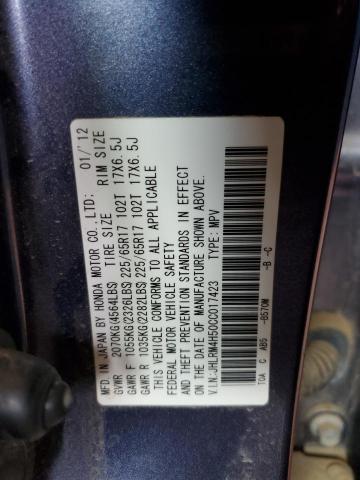 MFD. IN JAPAN BY HONDA MOTOR CO.,LTD: 01/'12
TIRE SIZE RIM SIZE
GVWR 2070KG(4564LBS)
GAWR F 1055KG(2326LBS) 225/65R17 102T 17X6.5J
GAWR R 1035KG(2282LBS) 225/65R17 102T 17X6.5J
THIS VEHICLE CONFORMS TO ALL APPLICABLE
FEDERAL MOTOR VEHICLE SAFETY
AND THEFT PREVENTION STANDARDS IN EFFECT
ON THE DATE OF MANUFACTURE SHOWN ABOVE.
V.I.N:JHLRM4H50CC017423 MPV
TOA C AB5 -B570M -B -C